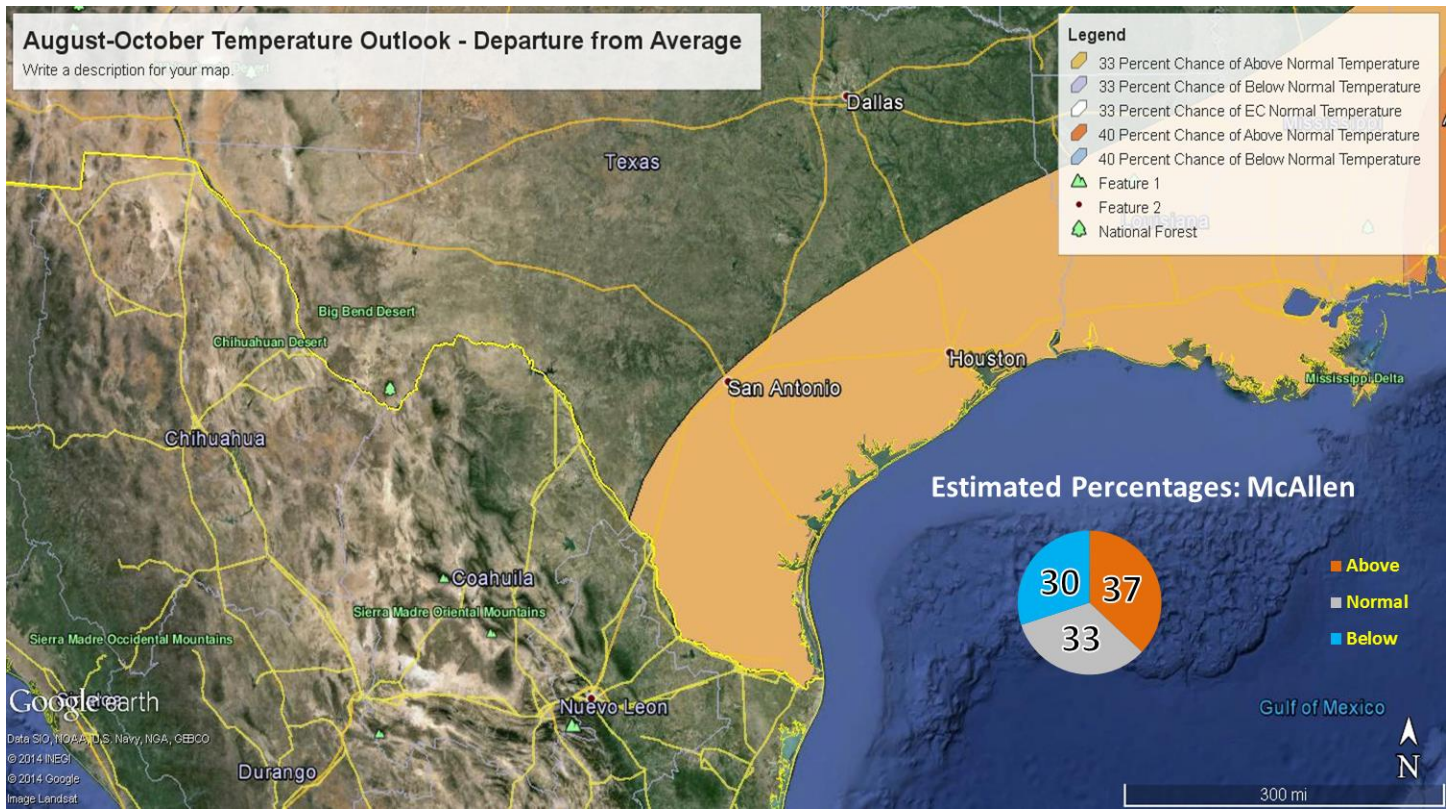 August-October Temperature Outlook - Departure from Average
Write a description for your map.
Legend
33 Percent Chance of Above Normal Temperature
33 Percent Chance of Below Normal Temperature
33 Percent Chance of EC Normal Temperature
40 Percent Chance of Above Normal Temperature
40 Percent Chance of Below Normal Temperature
Feature 1
Feature 2
National Forest
Mississippi
Louisiana
Dallas
Texas
Big Bend Desert
Chihuahuan Desert
Houston
San Antonio
Mississippi Delta
Chihuahua
Estimated Percentages: McAllen
30
37
33
Above
Normal
Below
Coahuila
Sierra Madre Oriental Mountains
Sierra Madre Occidental Mountains
Google earth
Nuevo Leon
Gulf of Mexico
Data SIO, NOAA, U.S. Navy, NGA, GEBCO
© 2014 INEGI
© 2014 Google
Image Landsat
Durango
N
300 mi